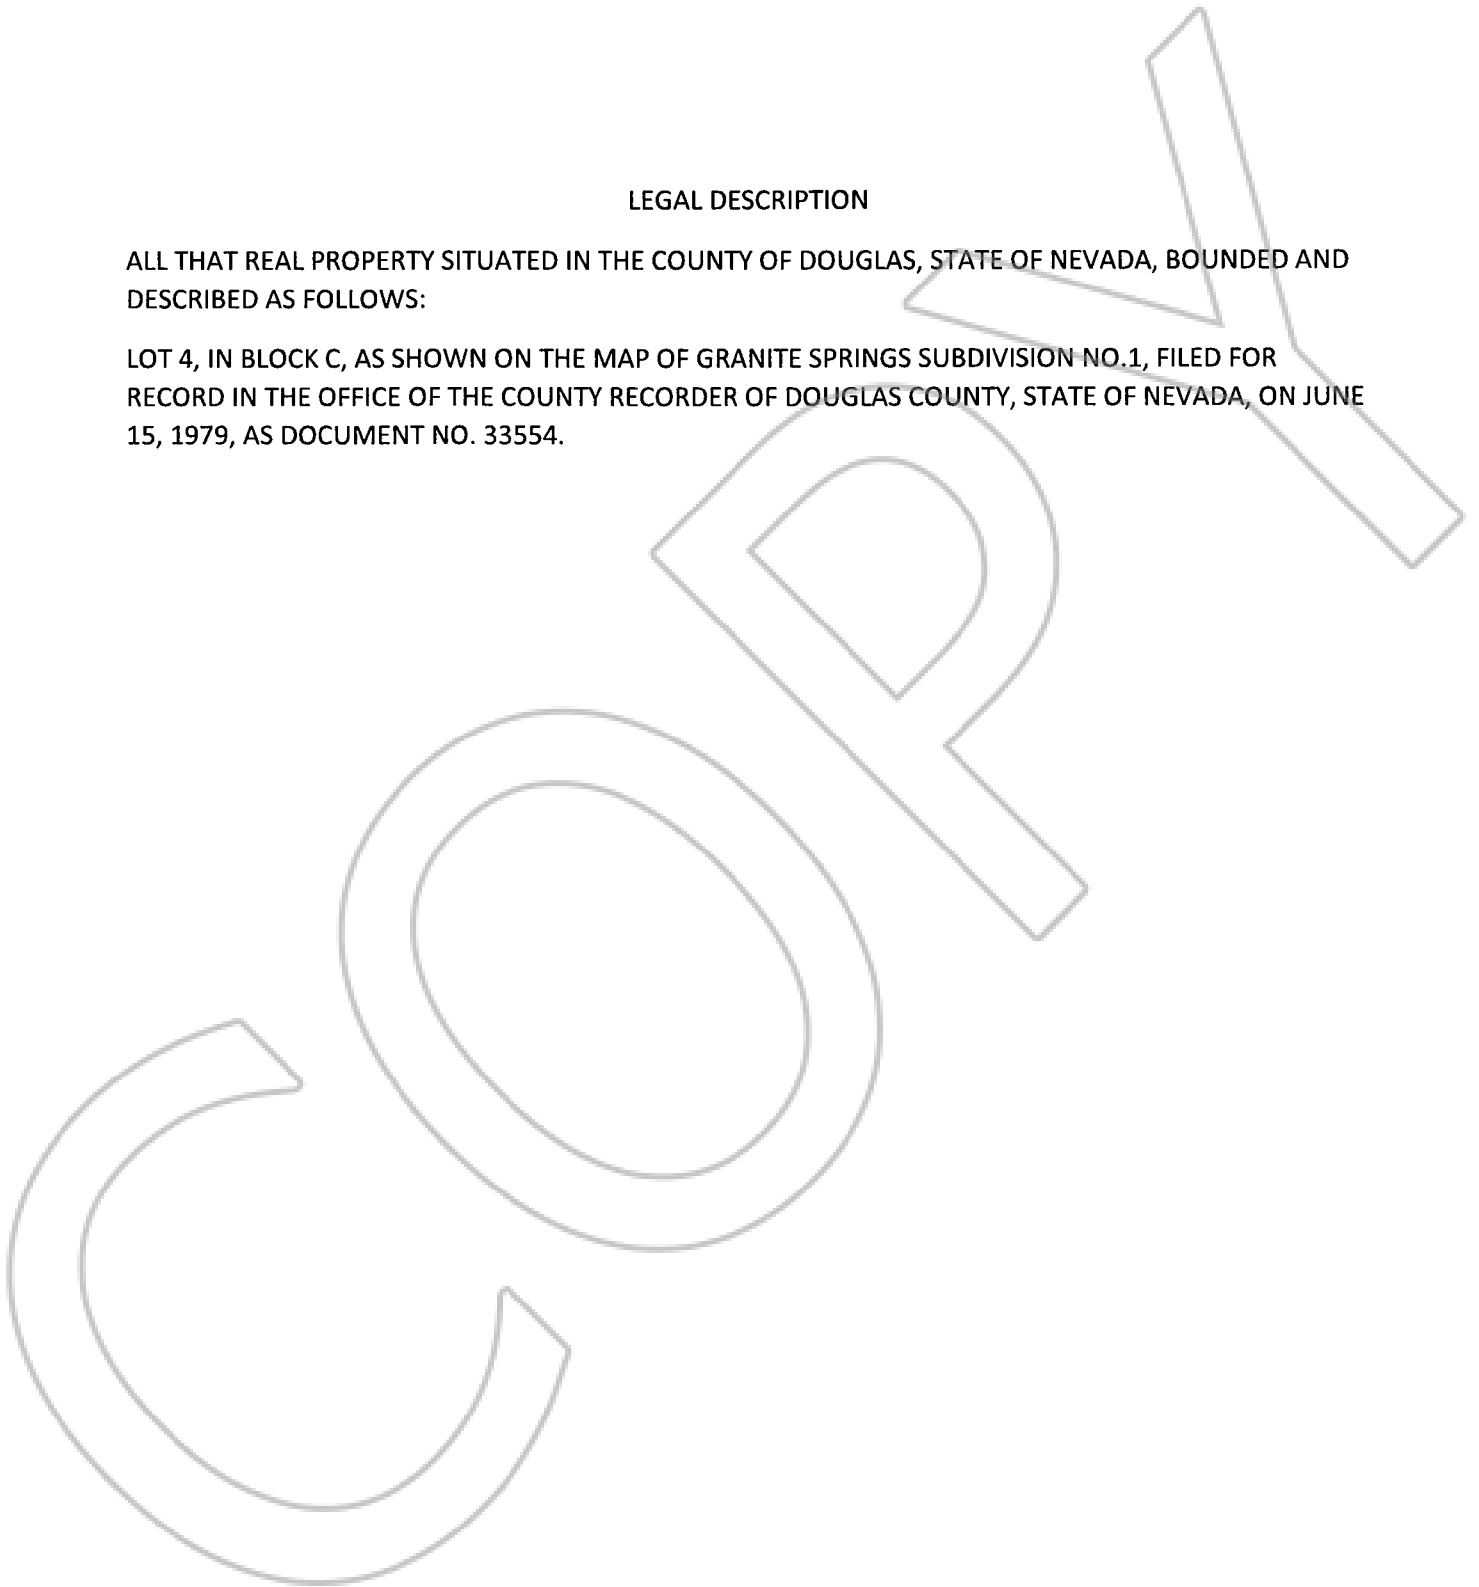 LEGAL DESCRIPTION
ALL THAT REAL PROPERTY SITUATED IN THE COUNTY OF DOUGLAS, STATE OF NEVADA, BOUNDED AND
DESCRIBED AS FOLLOWS:
LOT 4, IN BLOCK C, AS SHOWN ON THE MAP OF GRANITE SPRINGS SUBDIVISION NO.1, FILED FOR
RECORD IN THE OFFICE OF THE COUNTY RECORDER OF DOUGLAS COUNTY, STATE OF NEVADA, ON JUNE
15, 1979, AS DOCUMENT NO. 33554.
COPY